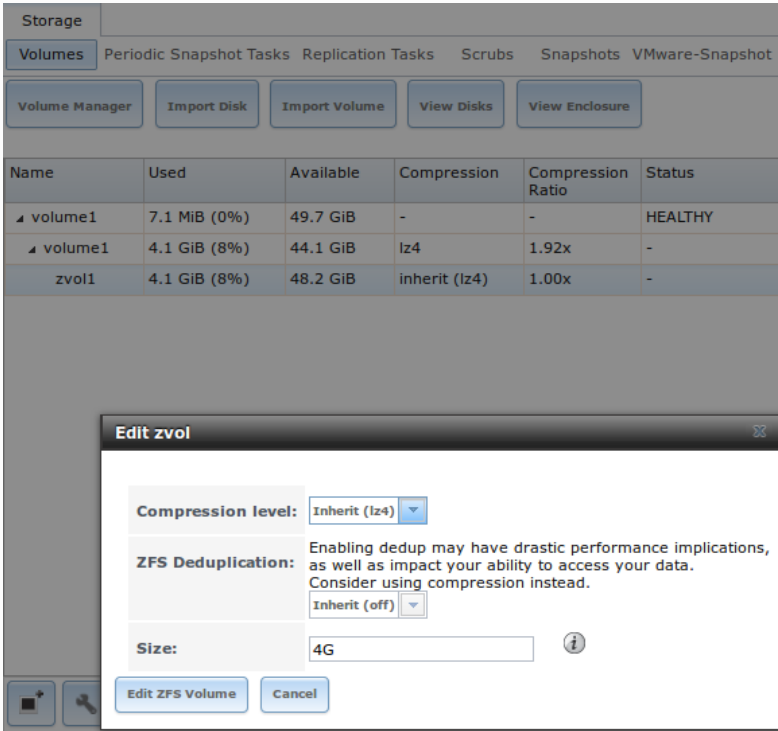 Storage
Volumes Periodic Snapshot Tasks Replication Tasks Scrubs Snapshots VMware-Snapshot
Volume Manager Import Disk Import Volume View Disks View Enclosure
Name Used Available Compression Compression Ratio Status
volume1 7.1 MiB (0%) 49.7 GiB - - HEALTHY
volume1 4.1 GiB (8%) 44.1 GiB lz4 1.92x -
zvol1 4.1 GiB (8%) 48.2 GiB inherit (lz4) 1.00x -
Edit zvol
Compression level: Inherit (lz4)
ZFS Deduplication: Enabling dedup may have drastic performance implications,
as well as impact your ability to access your data.
Consider using compression instead.
Inherit (off)
Size: 4G
Edit ZFS Volume Cancel